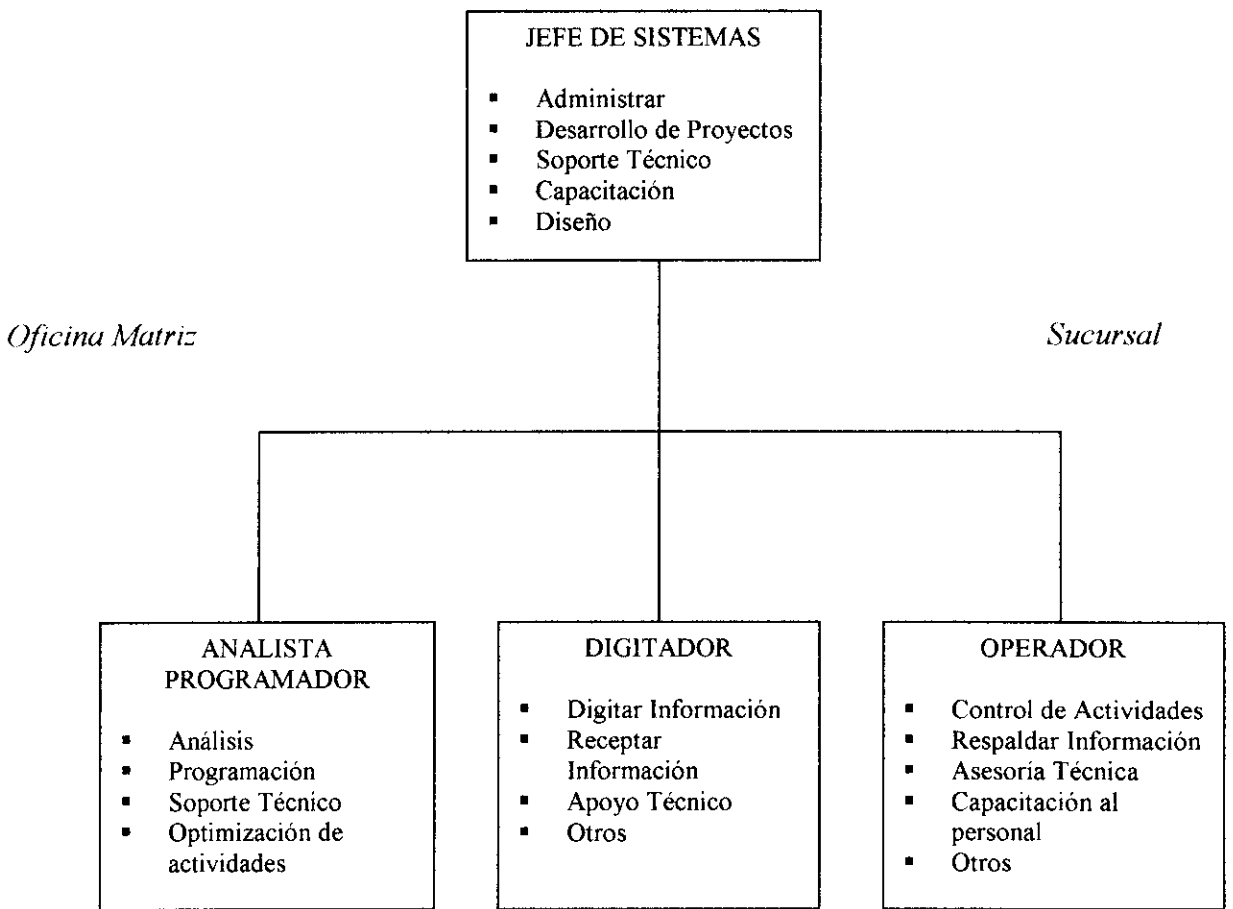 JEFE DE SISTEMAS
▪ Administrar
▪ Desarrollo de Proyectos
▪ Soporte Técnico
▪ Capacitación
▪ Diseño
Oficina Matriz
Sucursal
ANALISTA
PROGRAMADOR
▪ Análisis
▪ Programación
▪ Soporte Técnico
▪ Optimización de
actividades
DIGITADOR
▪ Digitar Información
▪ Receptar
Información
▪ Apoyo Técnico
▪ Otros
OPERADOR
▪ Control de Actividades
▪ Respaldar Información
▪ Asesoría Técnica
▪ Capacitación al
personal
▪ Otros